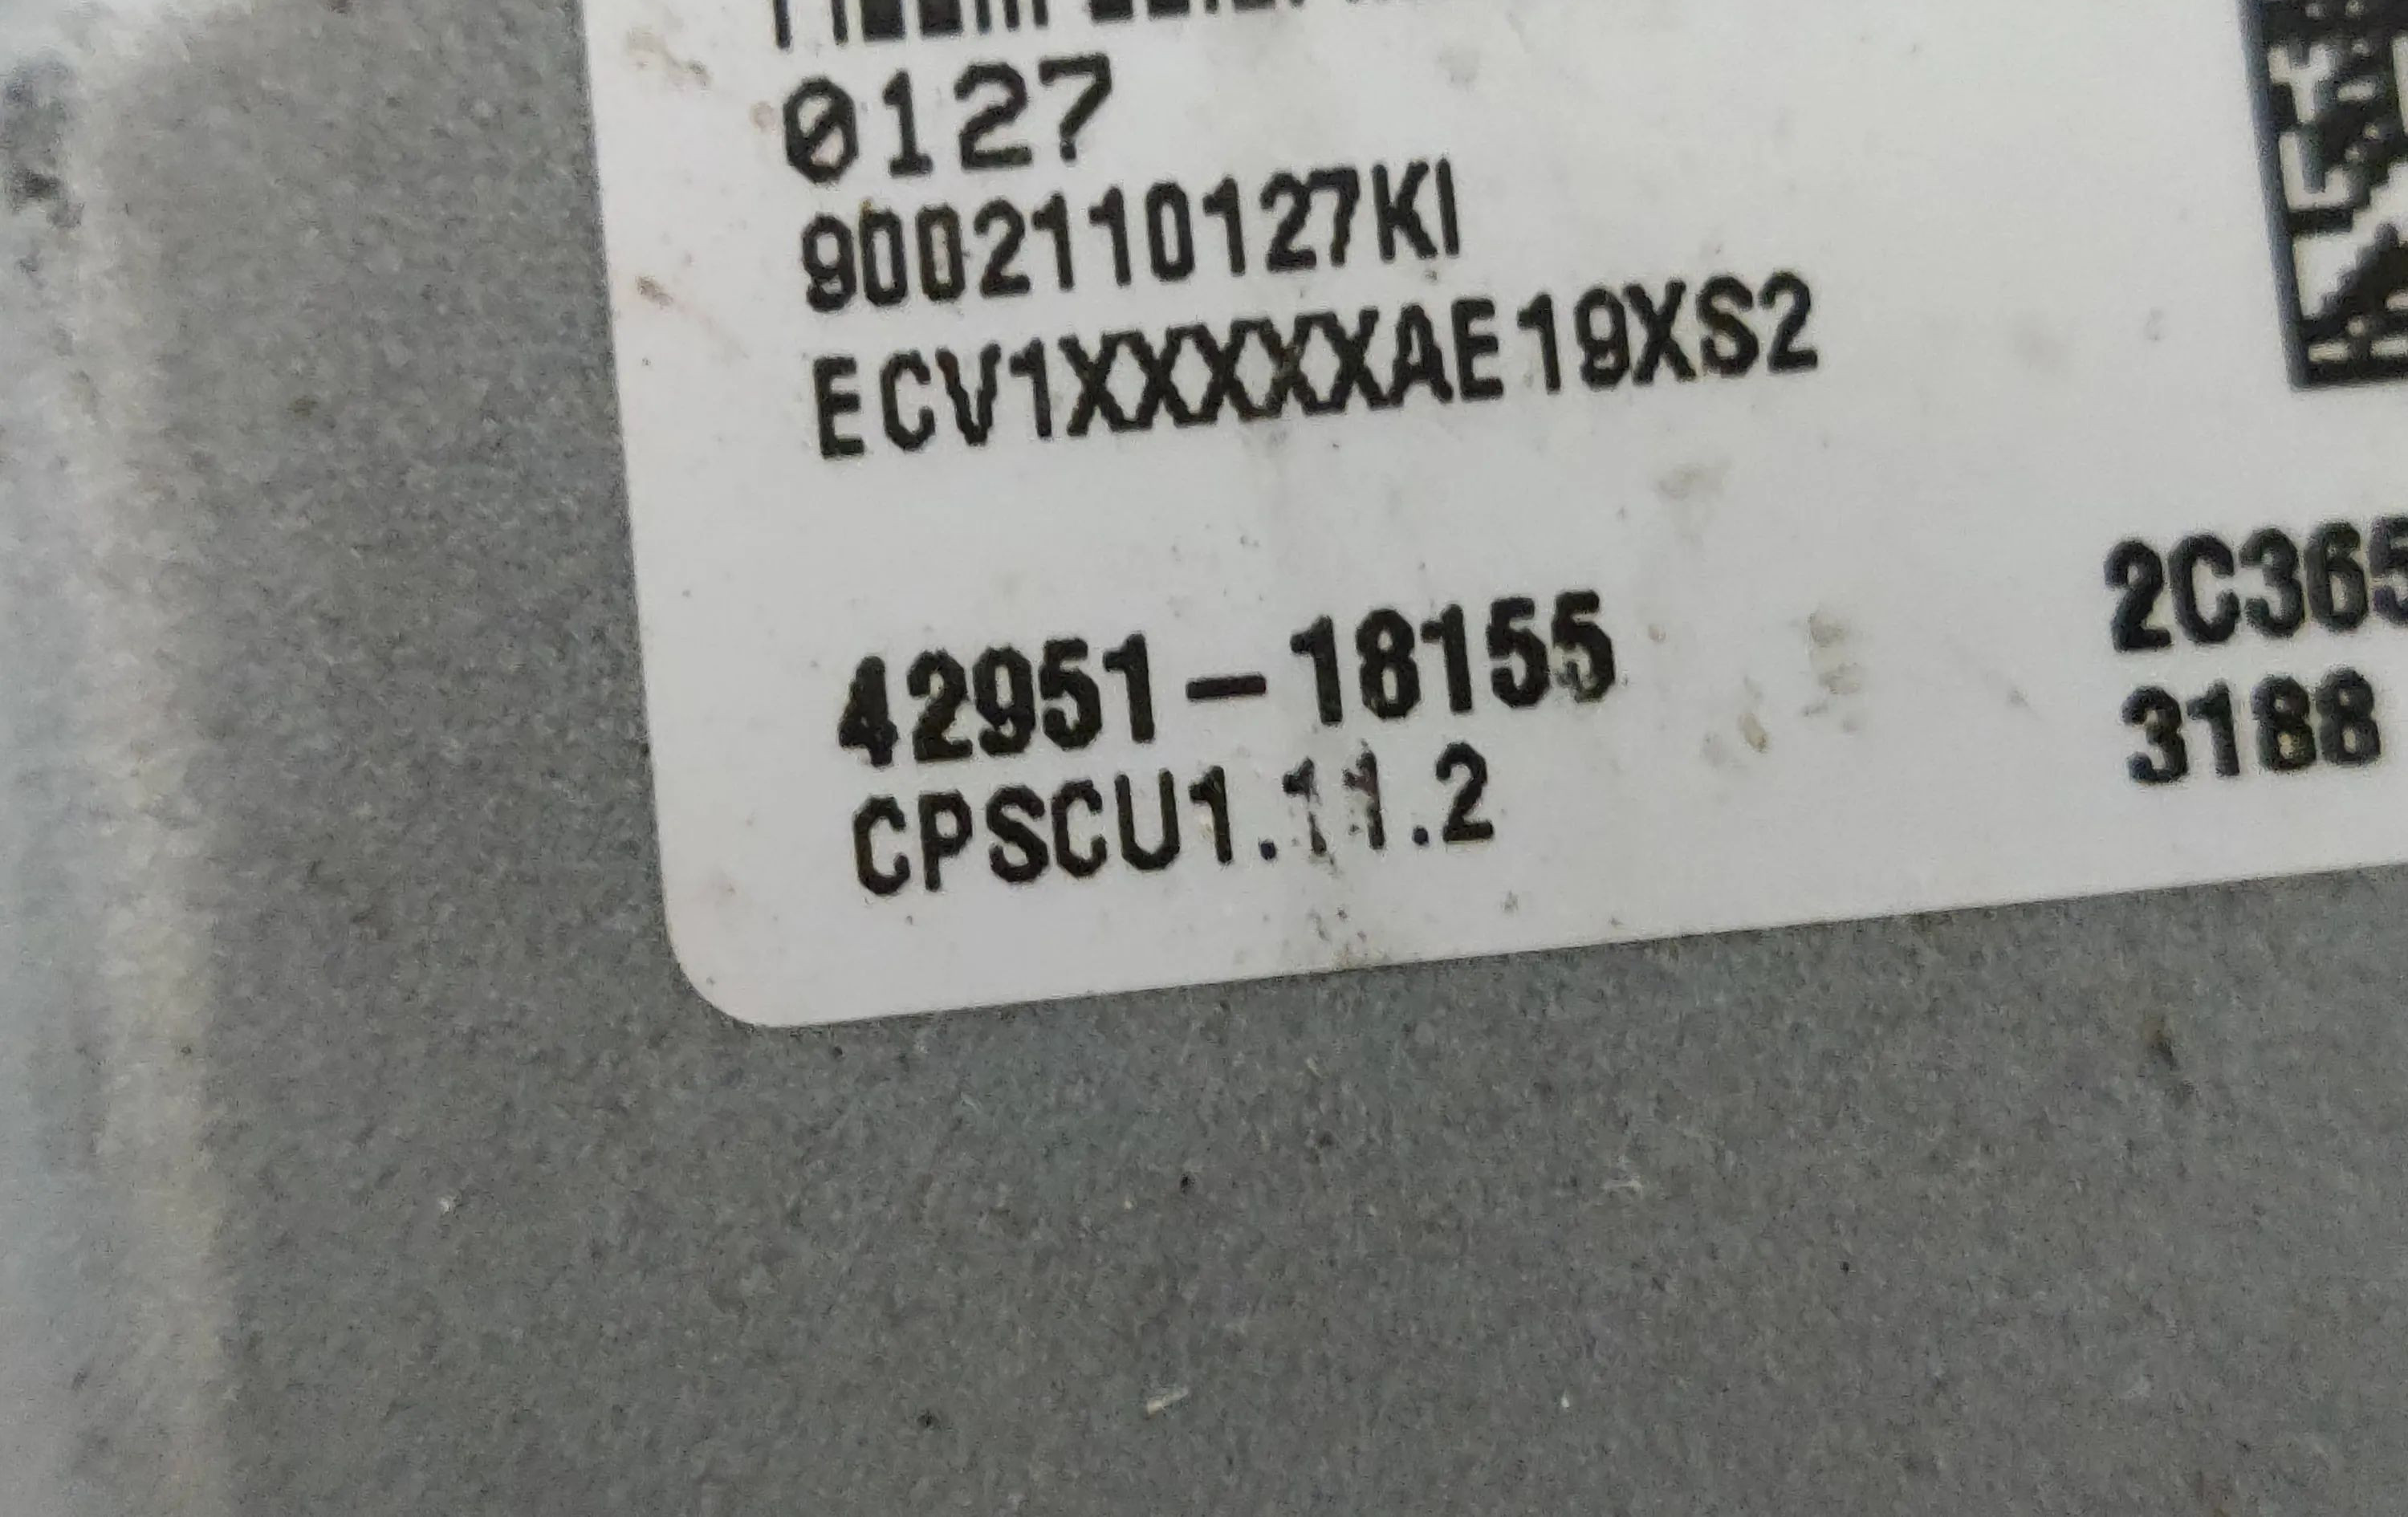 0127
9002110127KI
ECV1XXXXXAE19XS2
42951-18155
2C365
CPSCU1.11.2
3188